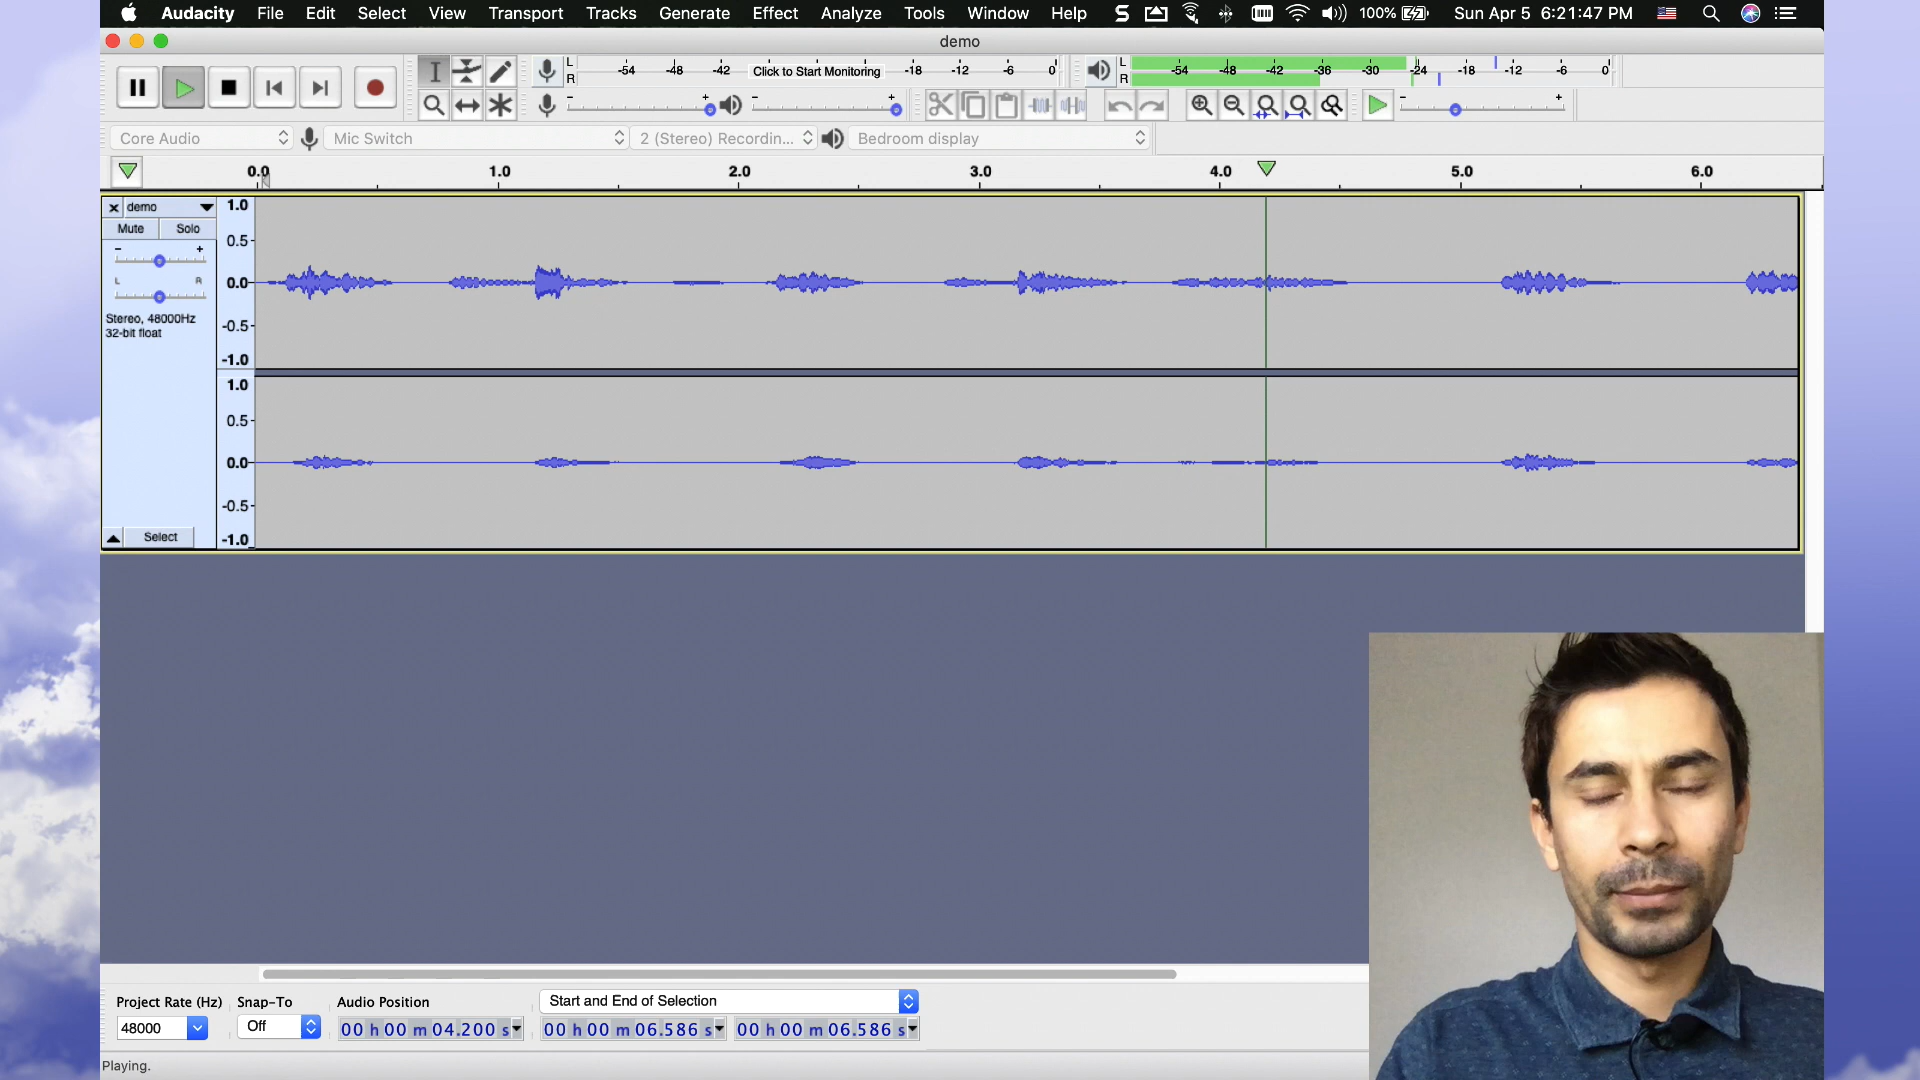 Audacity File Edit Select View Transport Tracks Generate Effect Analyze Tools Window Help 100% Sun Apr 5 6:21:47 PM
demo
L -54 -48 -42 Click to Start Monitoring -18 -12 -6 0 L -54 -48 -42 -36 -30 -24 -18 -12 -6 0
R R
- + - + - +
Core Audio Mic Switch 2 (Stereo) Recordin... Bedroom display
0.0 1.0 2.0 3.0 4.0 5.0 6.0
x demo 1.0
Mute Solo
- + 0.5
L R 0.0
Stereo, 48000Hz
32-bit float -0.5
-1.0
1.0
0.5
0.0
-0.5
Select -1.0
Project Rate (Hz) Snap-To Audio Position Start and End of Selection
48000 Off 00 h 00 m 04.200 s 00 h 00 m 06.586 s 00 h 00 m 06.586 s
Playing.